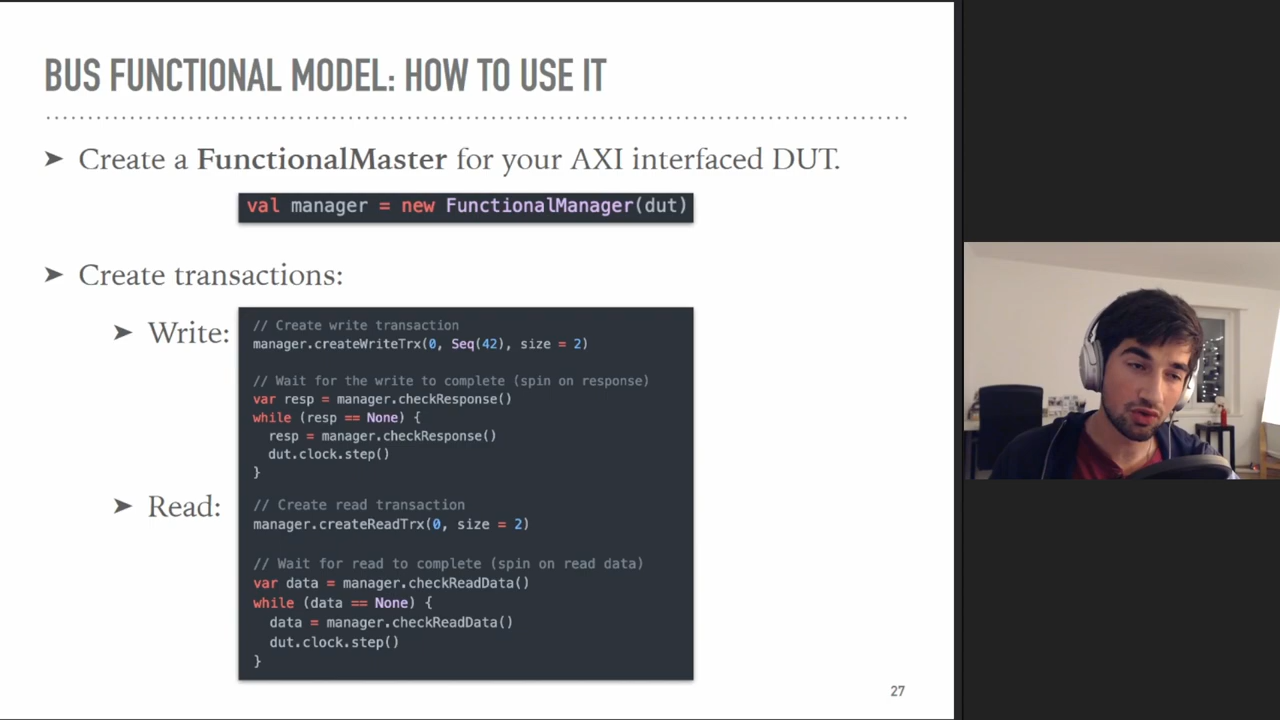 BUS FUNCTIONAL MODEL: HOW TO USE IT
➤ Create a FunctionalMaster for your AXI interfaced DUT.
val manager = new FunctionalManager(dut)
➤ Create transactions:
➤ Write:
// Create write transaction
manager.createWriteTrx(0, Seq(42), size = 2)
// Wait for the write to complete (spin on response)
var resp = manager.checkResponse()
while (resp == None) {
  resp = manager.checkResponse()
  dut.clock.step()
}
➤ Read:
// Create read transaction
manager.createReadTrx(0, size = 2)
// Wait for read to complete (spin on read data)
var data = manager.checkReadData()
while (data == None) {
  data = manager.checkReadData()
  dut.clock.step()
}
27